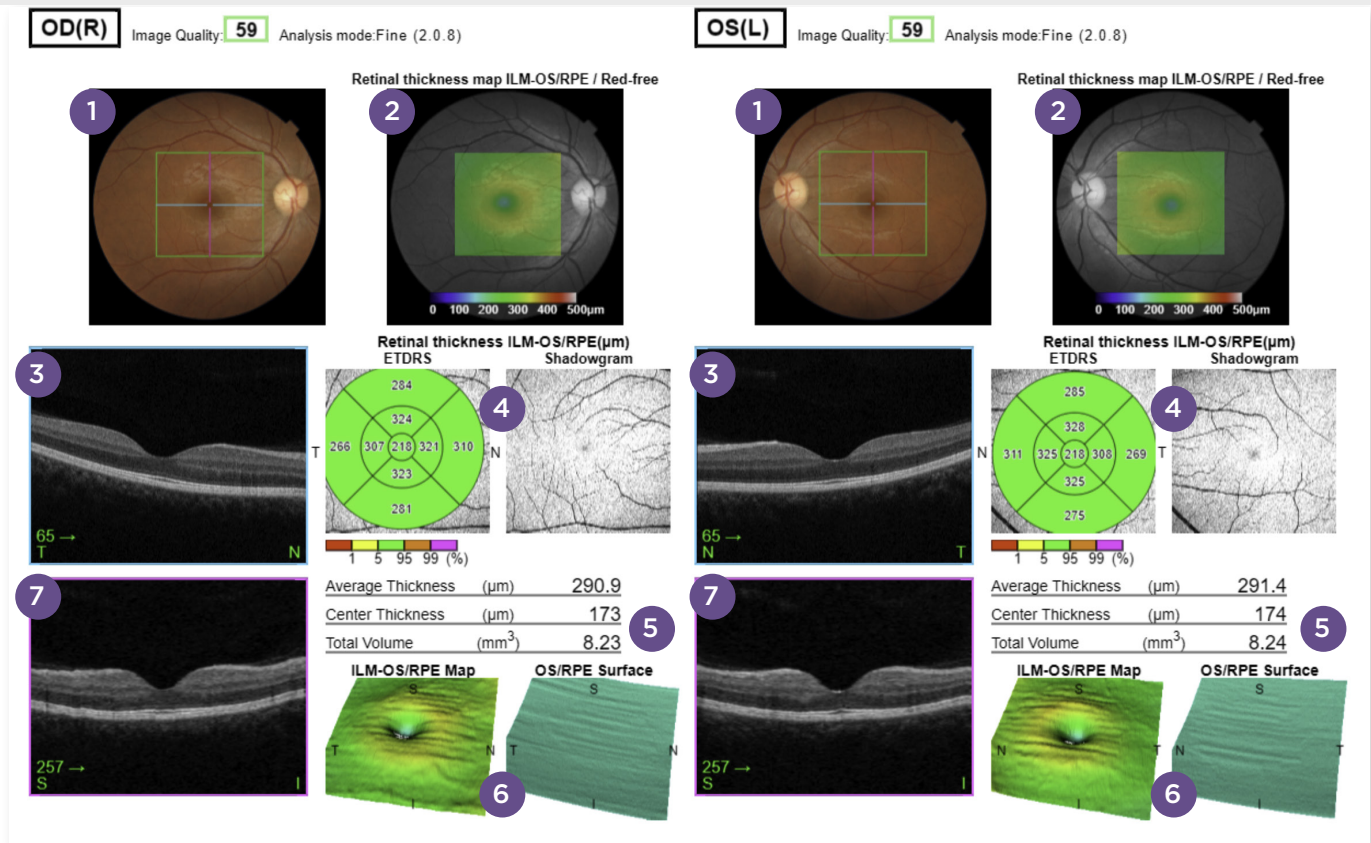 OD(R) Image Quality: 59 Analysis mode:Fine (2.0.8)
Retinal thickness map ILM-OS/RPE / Red-free
1
2
0 100 200 300 400 500µm
Retinal thickness ILM-OS/RPE(µm)
ETDRS Shadowgram
3
65 →
T N
4
284
324
T 266 307 218 321 310 N
323
281
1 5 95 99 (%)
7
257 →
S I
Average Thickness (µm) 290.9
Center Thickness (µm) 173
Total Volume (mm³) 8.23
5
ILM-OS/RPE Map OS/RPE Surface
S S
T N T N
I I
6
OS(L) Image Quality: 59 Analysis mode:Fine (2.0.8)
Retinal thickness map ILM-OS/RPE / Red-free
1
2
0 100 200 300 400 500µm
Retinal thickness ILM-OS/RPE(µm)
ETDRS Shadowgram
3
65 →
N T
4
285
328
N 311 325 218 308 269 T
325
275
1 5 95 99 (%)
7
257 →
S I
Average Thickness (µm) 291.4
Center Thickness (µm) 174
Total Volume (mm³) 8.24
5
ILM-OS/RPE Map OS/RPE Surface
S S
N T N T
I I
6